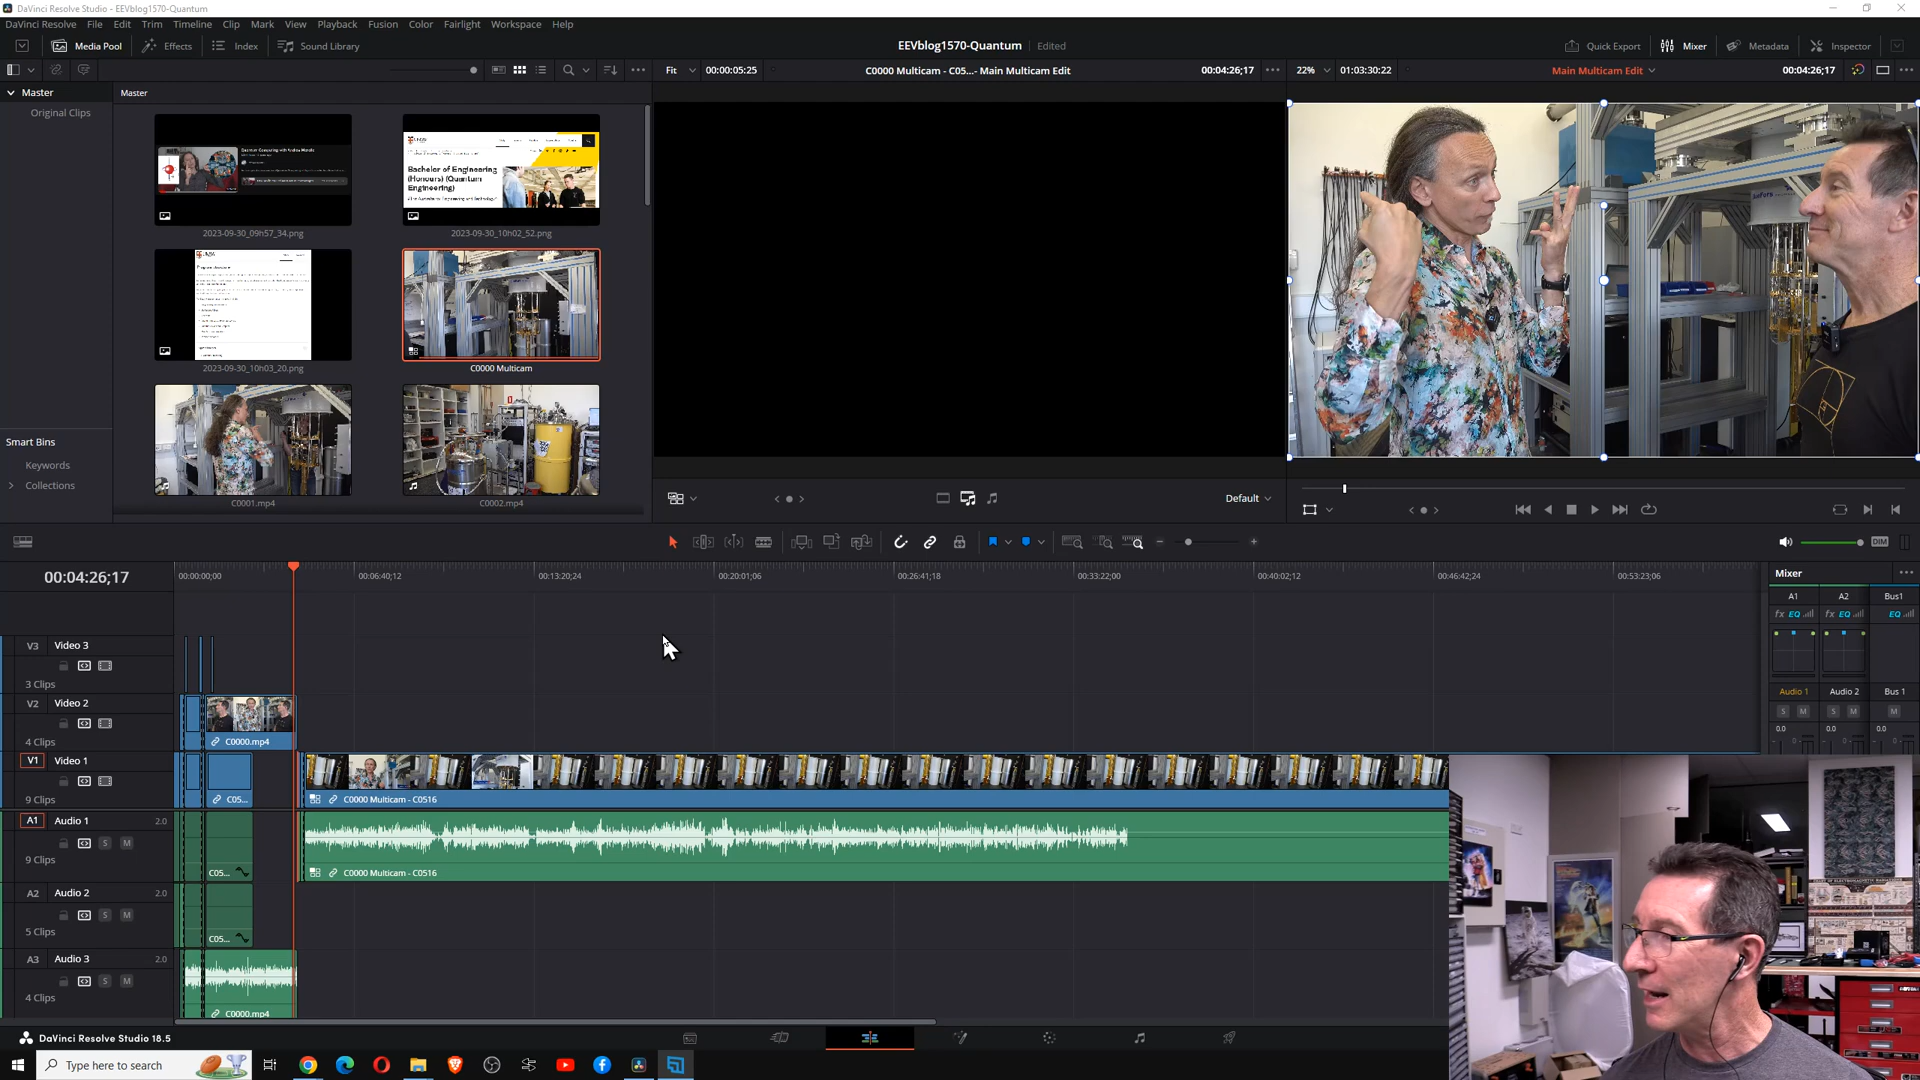 DaVinci Resolve Studio - EEVblog1570-Quantum
DaVinci Resolve File Edit Trim Timeline Clip Mark View Playback Fusion Color Fairlight Workspace Help
Media Pool Effects Index Sound Library
EEVblog1570-Quantum Edited
Quick Export Mixer Metadata Inspector
Fit 00:00:05:25
C0000 Multicam - C05...- Main Multicam Edit
00:04:26;17
22% 01:03:30:22
Main Multicam Edit
00:04:26;17
Master
Original Clips
Master
Bachelor of Engineering
(Honours) (Quantum
Engineering)
2023-09-30_09h57_34.png
2023-09-30_10h02_52.png
2023-09-30_10h03_20.png
C0000 Multicam
C0001.mp4
C0002.mp4
Smart Bins
Keywords
Collections
Default
DIM
00:04:26;17
00:00:00;00 00:06:40;12 00:13:20;24 00:20:01;06 00:26:41;18 00:33:22;00 00:40:02;12 00:46:42;24 00:53:23;06
V3 Video 3
3 Clips
V2 Video 2
4 Clips
C0000.mp4
V1 Video 1
9 Clips
C05...
C0000 Multicam - C0516
A1 Audio 1 2.0
S M
9 Clips
C05...
C0000 Multicam - C0516
A2 Audio 2 2.0
S M
5 Clips
C05...
A3 Audio 3 2.0
S M
4 Clips
C0000.mp4
Mixer
A1 A2 Bus1
fx EQ fx EQ EQ
Audio 1 Audio 2 Bus 1
S M S M M
0.0 0.0 0.0
DaVinci Resolve Studio 18.5
Type here to search